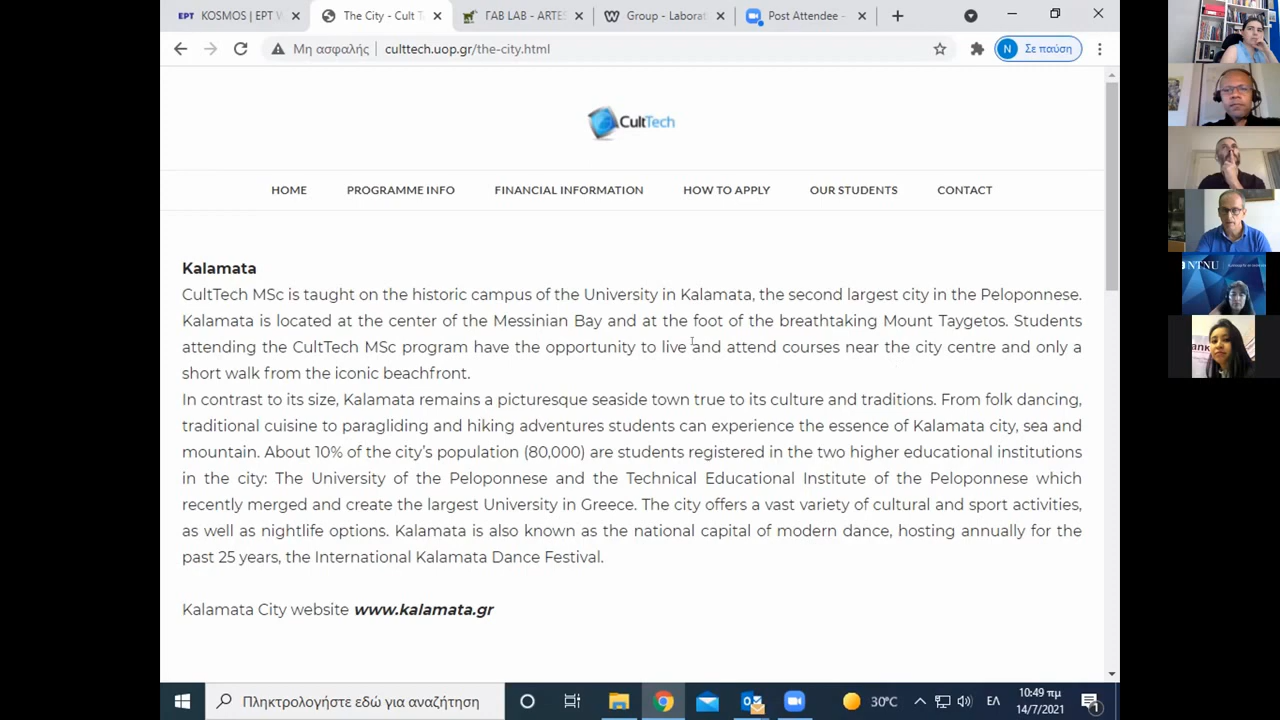 ΕΡΤ KOSMOS | ΕΡΤ
The City - Cult T
ΓΑΒ LAB - ARTES
Group - Laborat
Post Attendee -
Μη ασφαλής
culttech.uop.gr/the-city.html
N Σε παύση
CultTech
HOME PROGRAMME INFO FINANCIAL INFORMATION HOW TO APPLY OUR STUDENTS CONTACT
Kalamata
CultTech MSc is taught on the historic campus of the University in Kalamata, the second largest city in the Peloponnese.
Kalamata is located at the center of the Messinian Bay and at the foot of the breathtaking Mount Taygetos. Students
attending the CultTech MSc program have the opportunity to live and attend courses near the city centre and only a
short walk from the iconic beachfront.
In contrast to its size, Kalamata remains a picturesque seaside town true to its culture and traditions. From folk dancing,
traditional cuisine to paragliding and hiking adventures students can experience the essence of Kalamata city, sea and
mountain. About 10% of the city's population (80,000) are students registered in the two higher educational institutions
in the city: The University of the Peloponnese and the Technical Educational Institute of the Peloponnese which
recently merged and create the largest University in Greece. The city offers a vast variety of cultural and sport activities,
as well as nightlife options. Kalamata is also known as the national capital of modern dance, hosting annually for the
past 25 years, the International Kalamata Dance Festival.
Kalamata City website www.kalamata.gr
NTNU
Πληκτρολογήστε εδώ για αναζήτηση
30°C
ΕΛ
10:49 πμ
14/7/2021
1